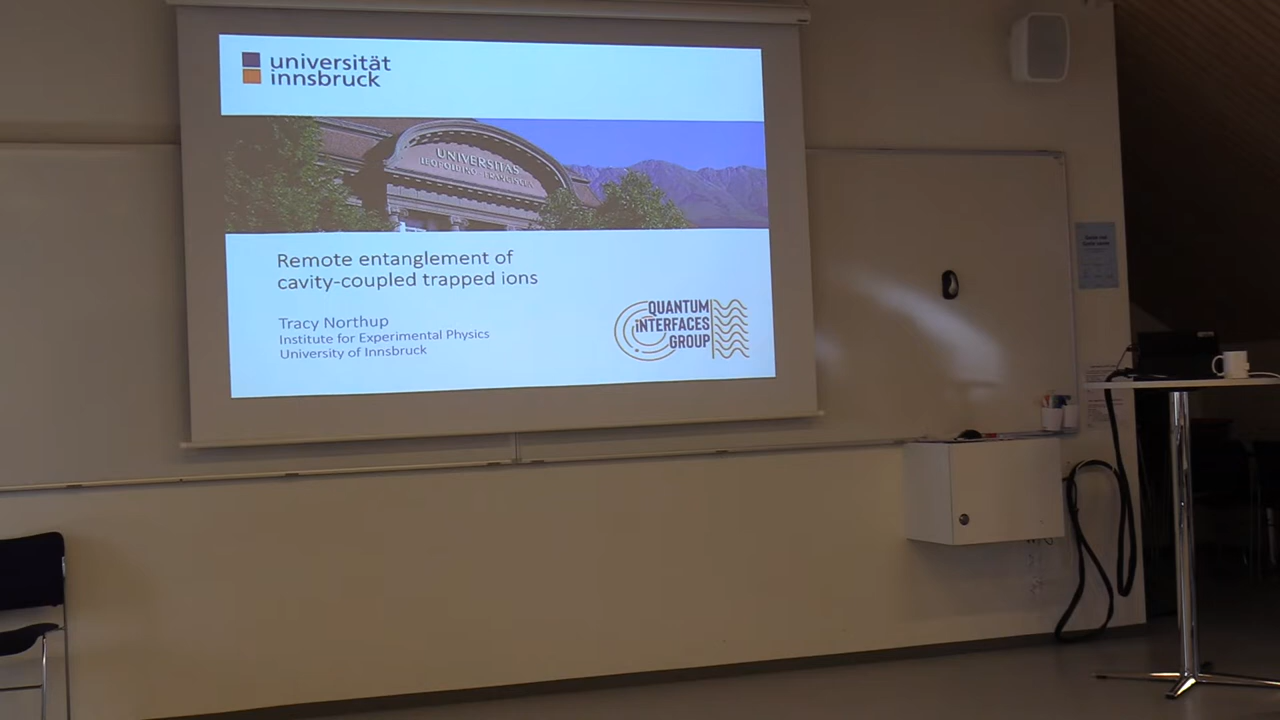 universität
innsbruck
UNIVERSITAS
Remote entanglement of
cavity-coupled trapped ions
Tracy Northup
Institute for Experimental Physics
University of Innsbruck
QUANTUM
iNTERFACES
GROUP